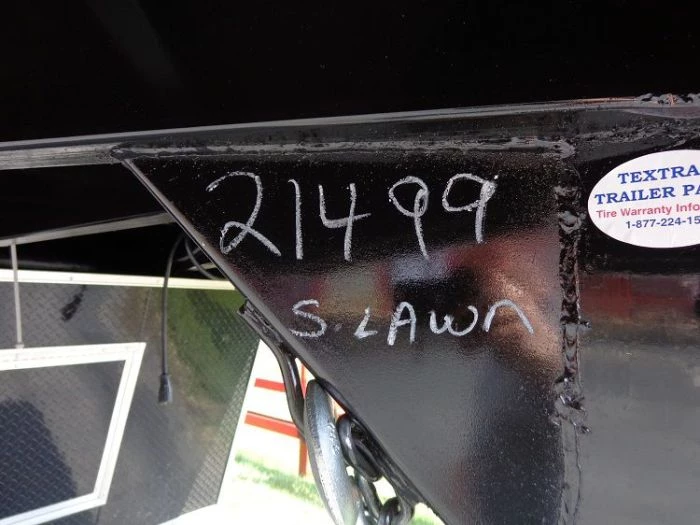 21499
S. LAWN
TEXTRA
TRAILER PA
Tire Warranty Info
1-877-224-15